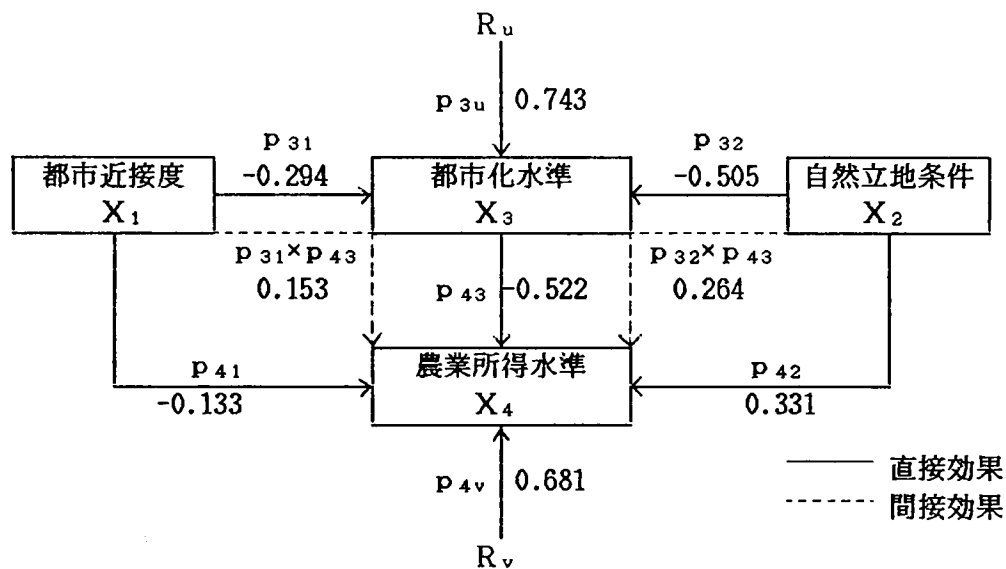 Ru
p3u 0.743
p31
-0.294
p32
-0.505
都市近接度
X1
都市化水準
X3
自然立地条件
X2
p31×p43
0.153
p43 -0.522
p32×p43
0.264
p41
-0.133
農業所得水準
X4
p42
0.331
p4v 0.681
Rv
直接効果
間接効果